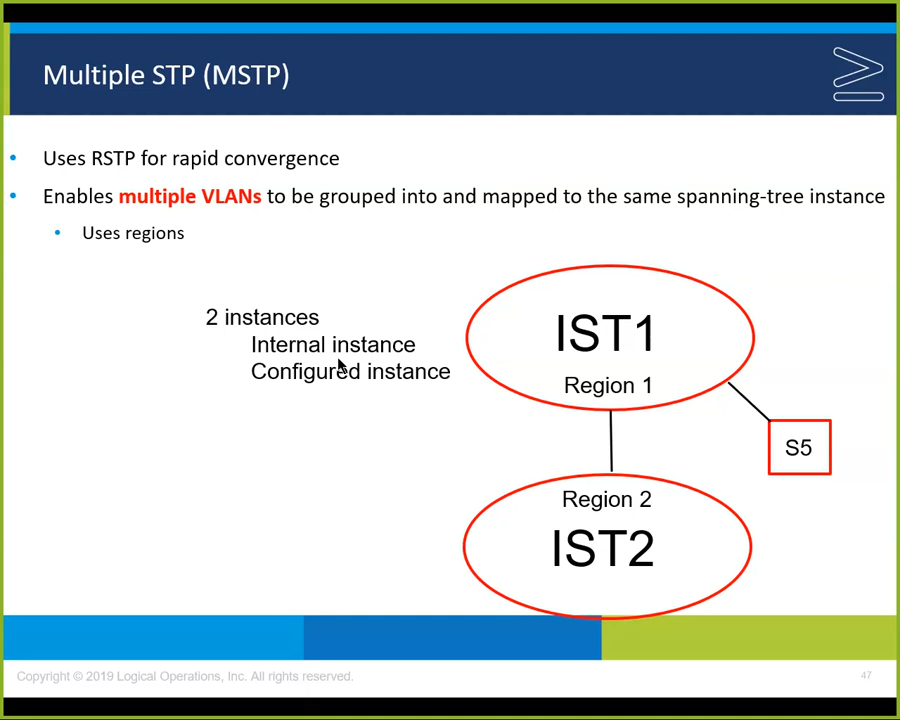 Multiple STP (MSTP)
Uses RSTP for rapid convergence
Enables multiple VLANs to be grouped into and mapped to the same spanning-tree instance
Uses regions
2 instances
Internal instance
Configured instance
IST1
Region 1
S5
Region 2
IST2
Copyright © 2019 Logical Operations, Inc. All rights reserved.
47